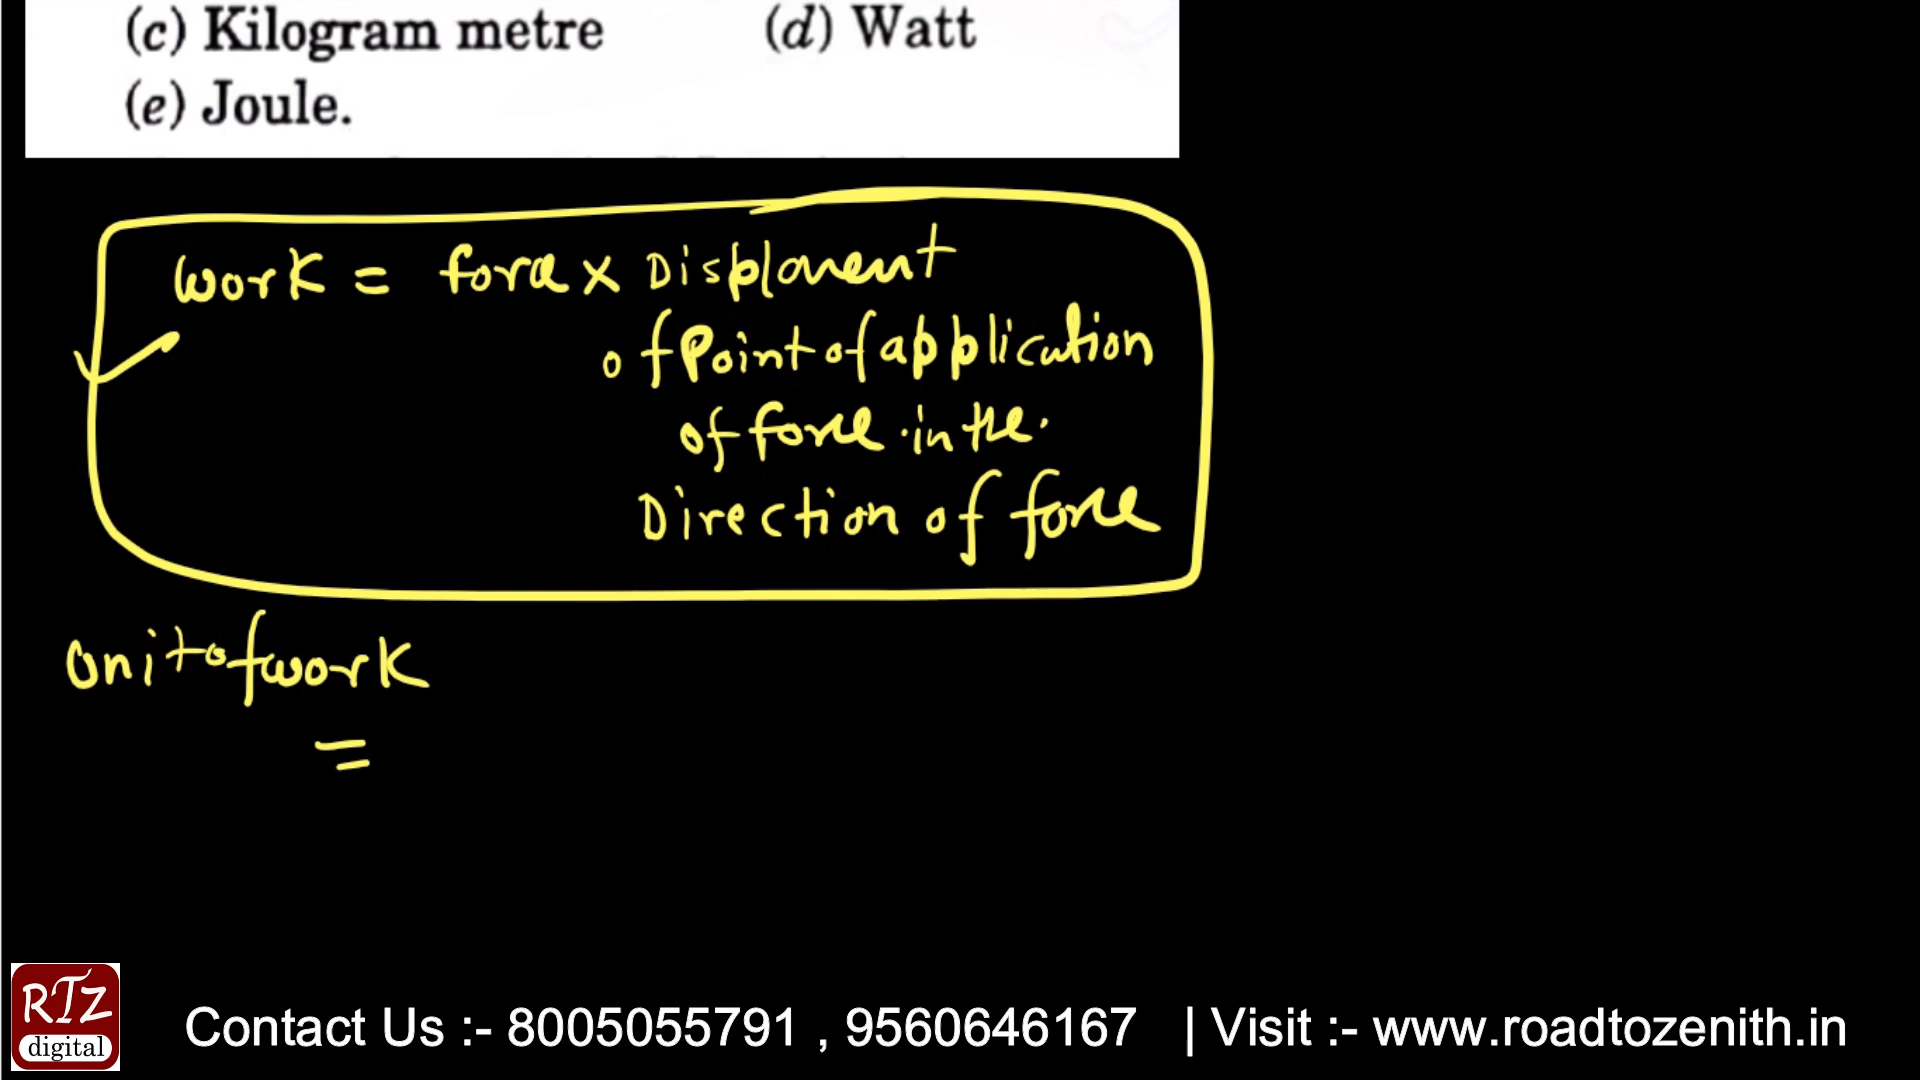 (c) Kilogram metre (d) Watt
(e) Joule.
work = force x Displacement
of Point of application
of force in the
Direction of force
Unit of work
=
RTZ
digital
Contact Us :- 8005055791 , 9560646167 | Visit :- www.roadtozenith.in